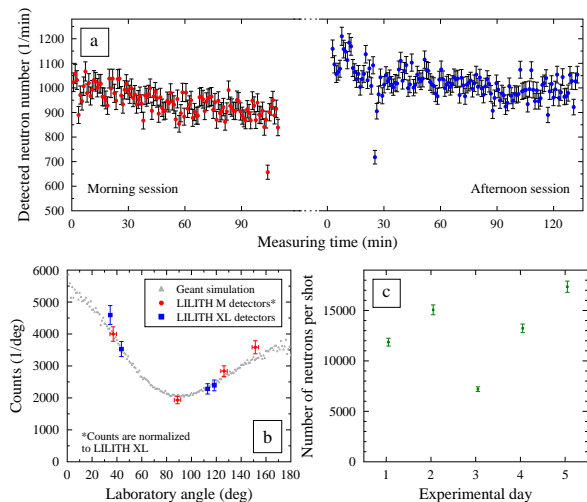 Detected neutron number (1/min)
1200
1100
1000
900
800
700
600
500
a
Morning session
Afternoon session
0 30 60 90 0 30 60 90 120
Measuring time (min)
Counts (1/deg)
6000
5000
4000
3000
2000
1000
0
Geant simulation
LILITH M detectors*
LILITH XL detectors
*Counts are normalized
to LILITH XL
b
0 20 40 60 80 100 120 140 160 180
Laboratory angle (deg)
Number of neutrons per shot
15000
10000
5000
0
c
1 2 3 4 5
Experimental day